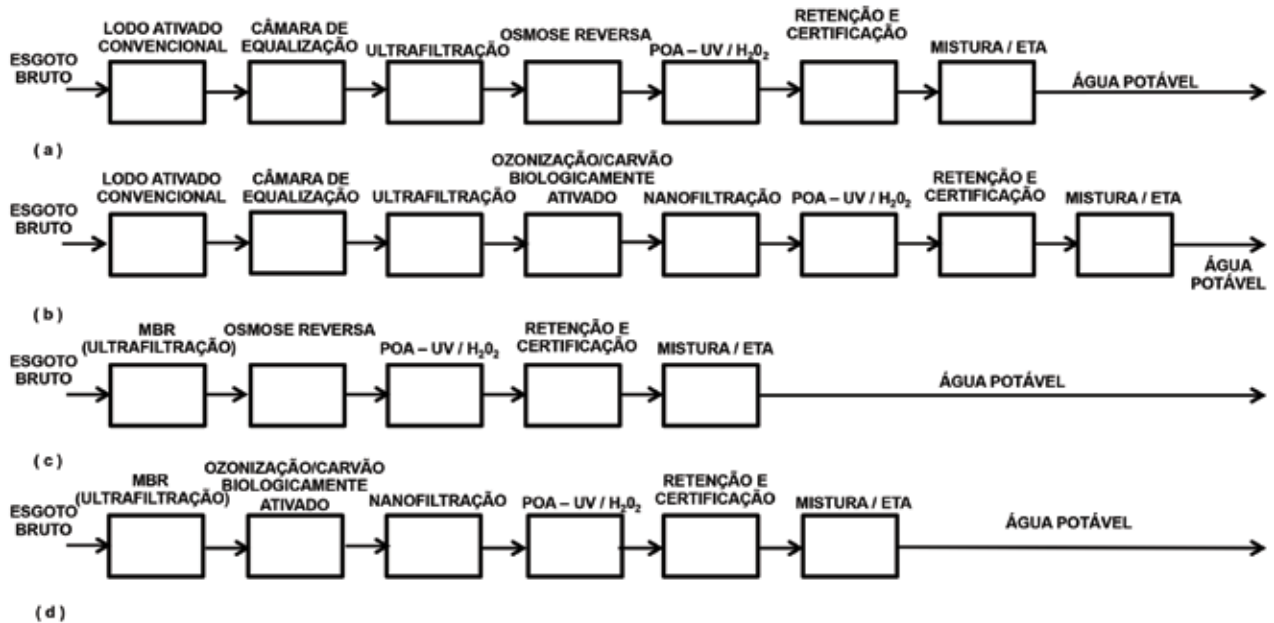 LODO ATIVADO
CONVENCIONAL
CÂMARA DE
EQUALIZAÇÃO
ULTRAFILTRAÇÃO
OSMOSE REVERSA
POA – UV / H₂0₂
RETENÇÃO E
CERTIFICAÇÃO
MISTURA / ETA
ESGOTO
BRUTO
ÁGUA POTÁVEL
( a )
LODO ATIVADO
CONVENCIONAL
CÂMARA DE
EQUALIZAÇÃO
ULTRAFILTRAÇÃO
OZONIZAÇÃO/CARVÃO
BIOLOGICAMENTE
ATIVADO
NANOFILTRAÇÃO
POA – UV / H₂0₂
RETENÇÃO E
CERTIFICAÇÃO
MISTURA / ETA
ESGOTO
BRUTO
ÁGUA
POTÁVEL
( b )
MBR
(ULTRAFILTRAÇÃO)
OSMOSE REVERSA
POA – UV / H₂0₂
RETENÇÃO E
CERTIFICAÇÃO
MISTURA / ETA
ESGOTO
BRUTO
ÁGUA POTÁVEL
( c )
MBR
(ULTRAFILTRAÇÃO)
OZONIZAÇÃO/CARVÃO
BIOLOGICAMENTE
ATIVADO
NANOFILTRAÇÃO
POA – UV / H₂0₂
RETENÇÃO E
CERTIFICAÇÃO
MISTURA / ETA
ESGOTO
BRUTO
ÁGUA POTÁVEL
( d )